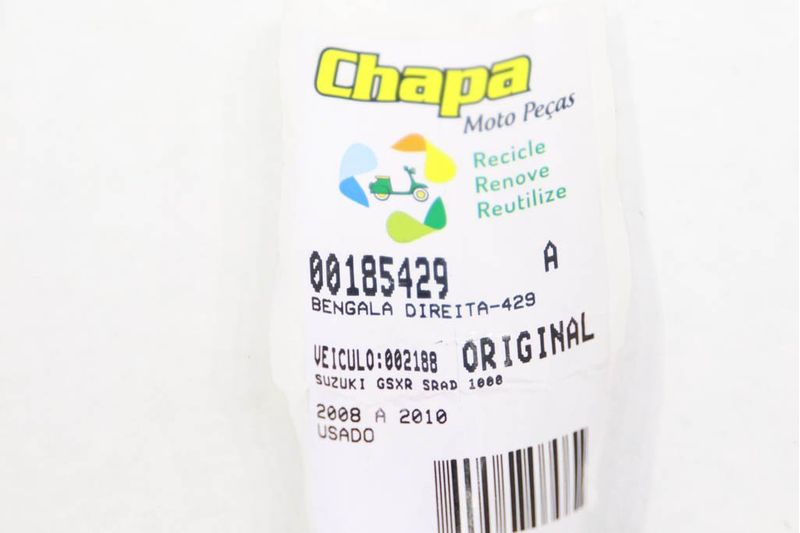 Chapa
Moto Peças
Recicle
Renove
Reutilize
00185429 A
BENGALA DIREITA-429
VEICULO:002188 ORIGINAL
SUZUKI GSXR SRAD 1000
2008 A 2010
USADO